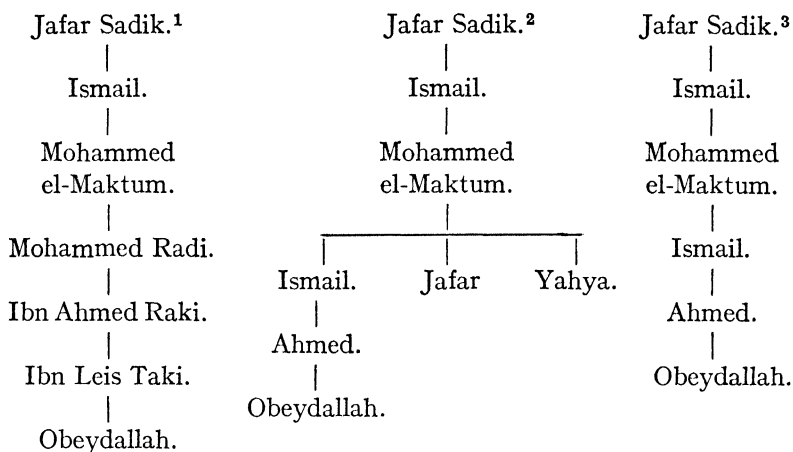 Jafar Sadik.¹
Ismail.
Mohammed
el-Maktum.
Mohammed Radi.
Ibn Ahmed Raki.
Ibn Leis Taki.
Obeydallah.
Jafar Sadik.²
Ismail.
Mohammed
el-Maktum.
Ismail. Jafar Yahya.
Ahmed.
Obeydallah.
Jafar Sadik.³
Ismail.
Mohammed
el-Maktum.
Ismail.
Ahmed.
Obeydallah.